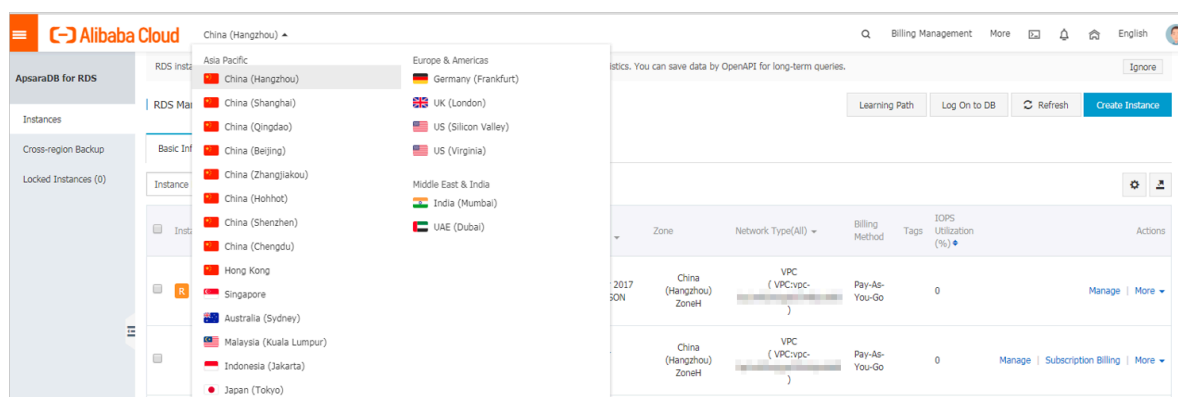 Alibaba Cloud
China (Hangzhou)
Billing Management
More
English
ApsaraDB for RDS
Instances
Cross-region Backup
Locked Instances (0)
RDS
Asia Pacific
China (Hangzhou)
China (Shanghai)
China (Qingdao)
China (Beijing)
China (Zhangjiakou)
China (Hohhot)
China (Shenzhen)
China (Chengdu)
Hong Kong
Singapore
Australia (Sydney)
Malaysia (Kuala Lumpur)
Indonesia (Jakarta)
Japan (Tokyo)
Europe & Americas
Germany (Frankfurt)
UK (London)
US (Silicon Valley)
US (Virginia)
Middle East & India
India (Mumbai)
UAE (Dubai)
You can save data by OpenAPI for long-term queries.
Ignore
RDS
Learning Path
Log On to DB
Refresh
Create Instance
Basic
Instance
Zone
Network Type(All)
Billing
Method
Tags
IOPS
Utilization
(%)
Actions
R
2017
China
(Hangzhou)
ZoneH
VPC
( VPC:vpc-
)
Pay-As-
You-Go
0
Manage | More
China
(Hangzhou)
ZoneH
VPC
( VPC:vpc-
)
Pay-As-
You-Go
0
Manage | Subscription Billing | More